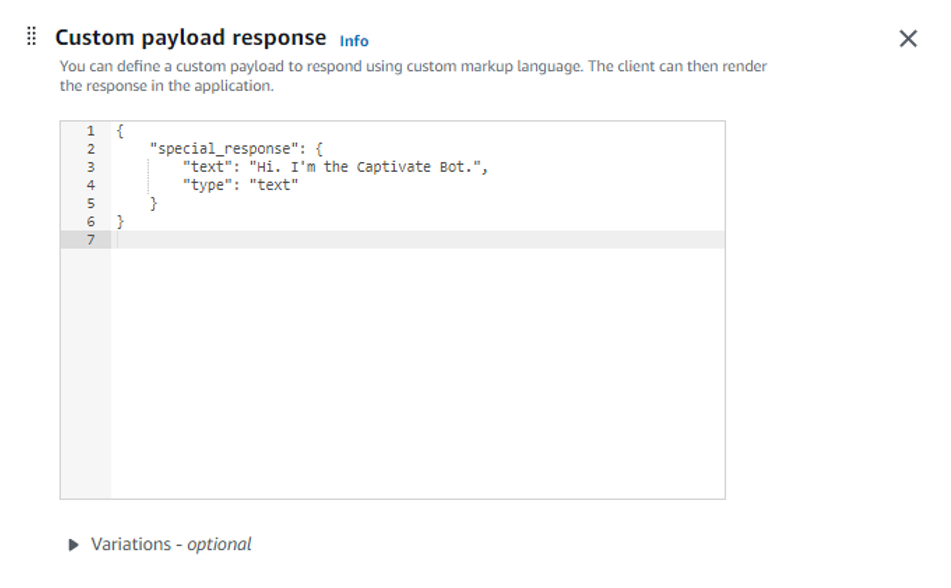 Custom payload response Info
You can define a custom payload to respond using custom markup language. The client can then render
the response in the application.
1 {
2     "special_response": {
3         "text": "Hi. I'm the Captivate Bot.",
4         "type": "text"
5     }
6 }
7
Variations - optional